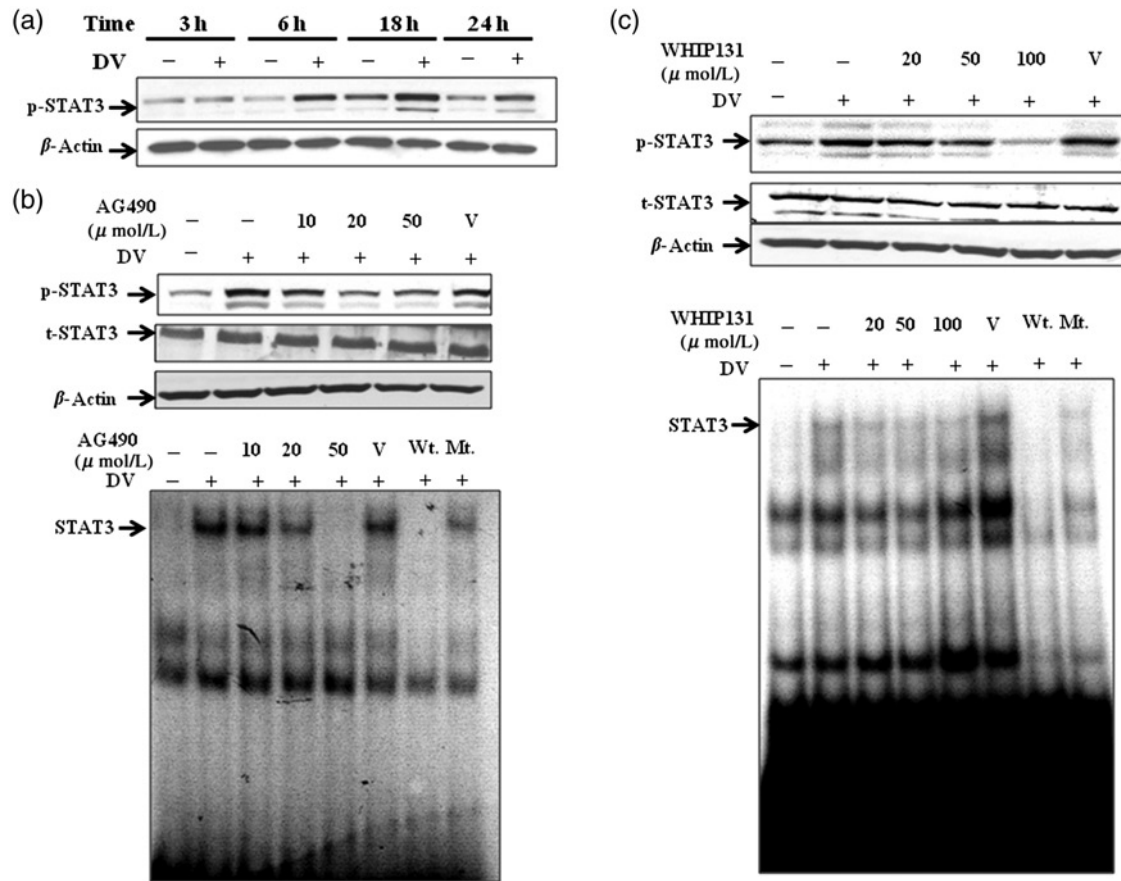 (a)
Time 3 h 6 h 18 h 24 h
DV − + − + − + − +
p-STAT3
β-Actin
(b)
AG490
(μ mol/L) − − 10 20 50 V
DV − + + + + +
p-STAT3
t-STAT3
β-Actin
AG490
(μ mol/L) − − 10 20 50 V Wt. Mt.
DV − + + + + + + +
STAT3
(c)
WHIP131
(μ mol/L) − − 20 50 100 V
DV − + + + + +
p-STAT3
t-STAT3
β-Actin
WHIP131
(μ mol/L) − − 20 50 100 V Wt. Mt.
DV − + + + + + + +
STAT3